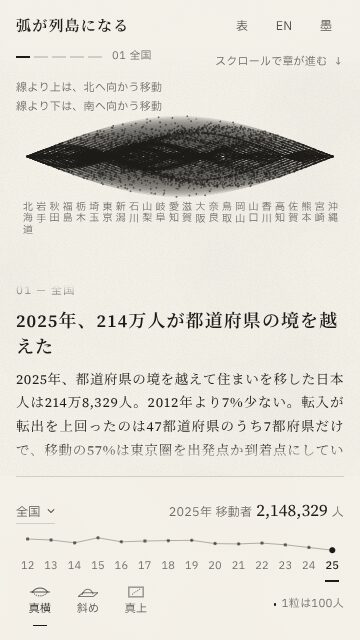 弧が列島になる
表 EN 墨
01 全国
スクロールで章が進む ↓
線より上は、北へ向かう移動
線より下は、南へ向かう移動
北海道 岩手 秋田 福島 栃木 埼玉 東京 新潟 石川 山梨 岐阜 愛知 滋賀 大阪 奈良 鳥取 岡山 山口 香川 高知 佐賀 熊本 宮崎 沖縄
01 — 全国
2025年、214万人が都道府県の境を越
えた
2025年、都道府県の境を越えて住まいを移した日本
人は214万8,329人。2012年より7%少ない。転入が
転出を上回ったのは47都道府県のうち7都府県だけ
で、移動の57%は東京圏を出発点か到着点にしてい
全国
2025年 移動者 2,148,329 人
12 13 14 15 16 17 18 19 20 21 22 23 24 25
真横 斜め 真上
1粒は100人